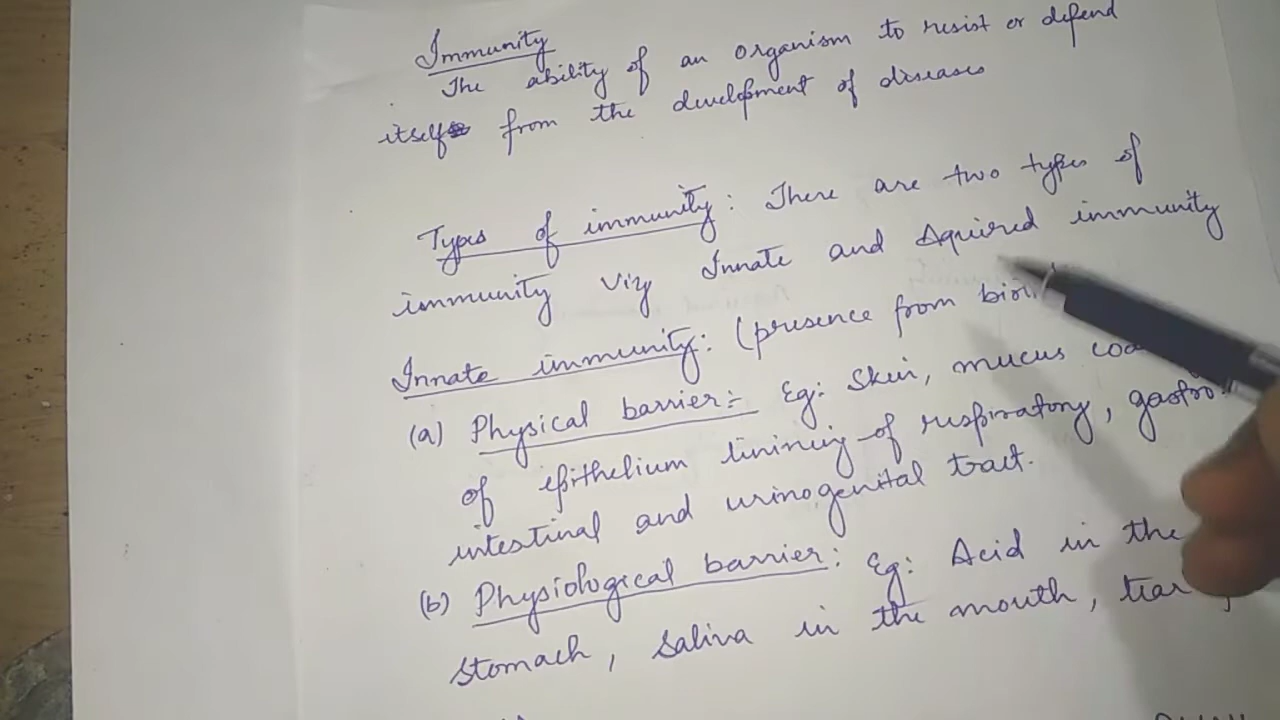 Immunity
The ability of an organism to resist or defend
itself from the development of diseases
Types of immunity: There are two types of
immunity viz Innate and Aquired immunity
Innate immunity: (presence from
(a) Physical barrier:- Eg: Skin, mucus
of epithelium lining of respiratory, gastro
intestinal and urinogenital tract.
(b) Physiological barrier: Eg: Acid in the
stomach, saliva in the mouth,